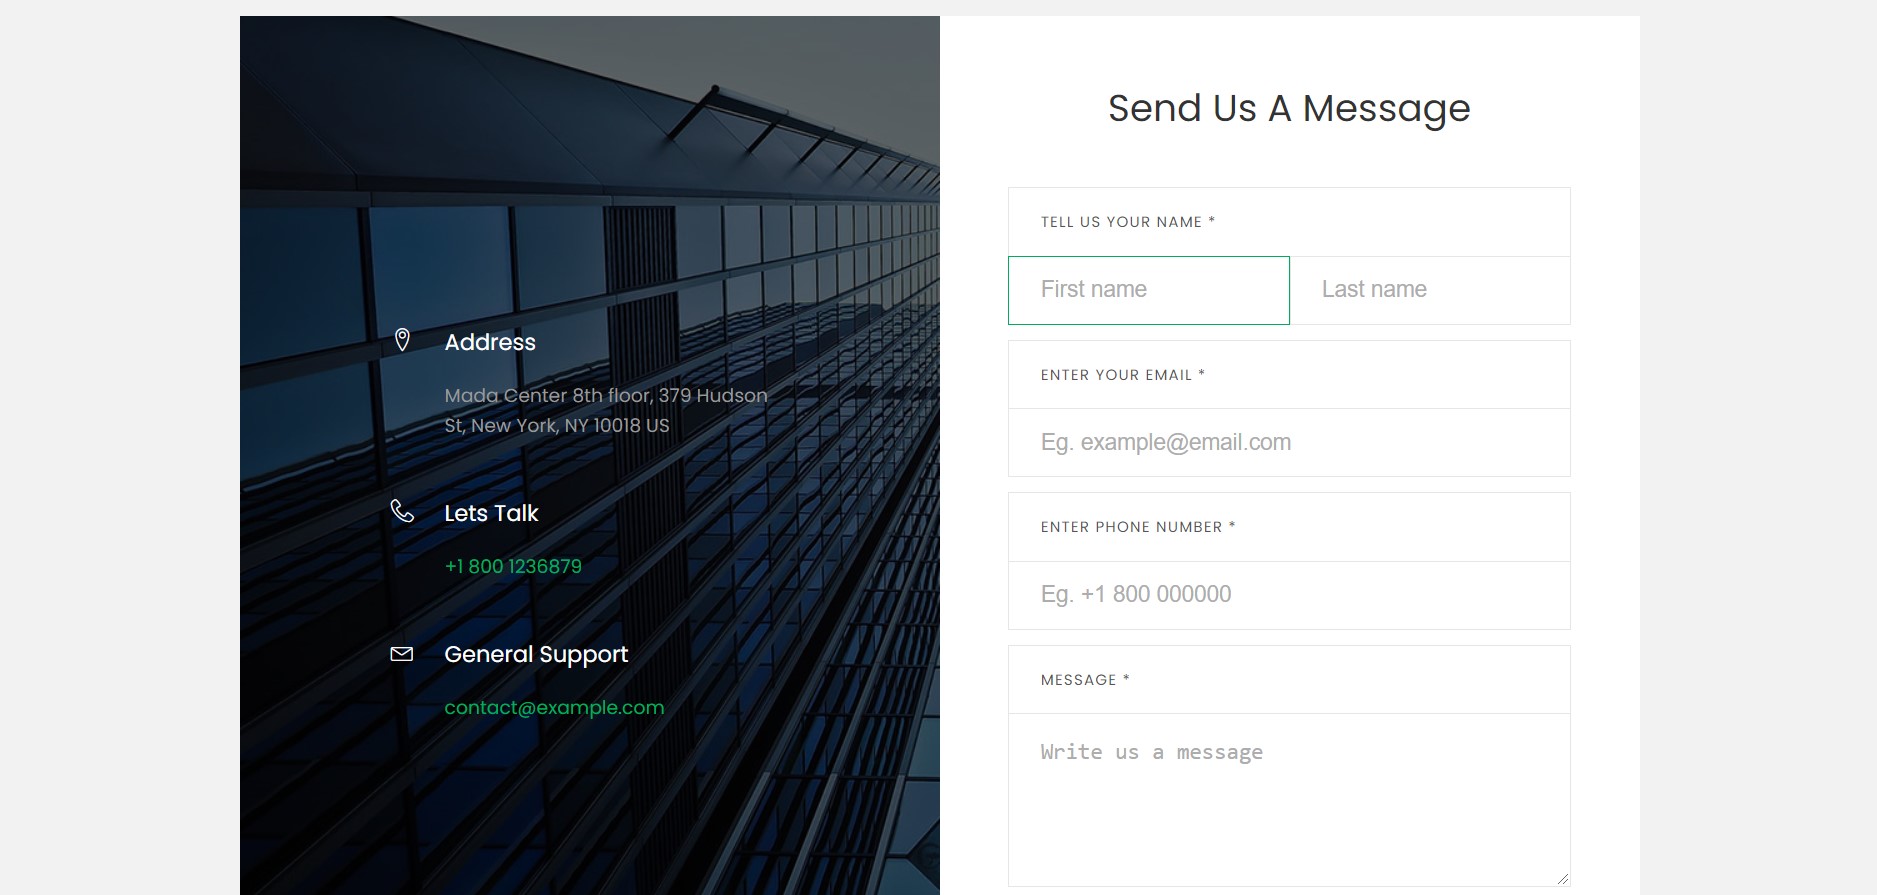 Address
Mada Center 8th floor, 379 Hudson
St, New York, NY 10018 US
Lets Talk
+1 800 1236879
General Support
contact@example.com
Send Us A Message
TELL US YOUR NAME *
First name
Last name
ENTER YOUR EMAIL *
Eg. example@email.com
ENTER PHONE NUMBER *
Eg. +1 800 000000
MESSAGE *
Write us a message